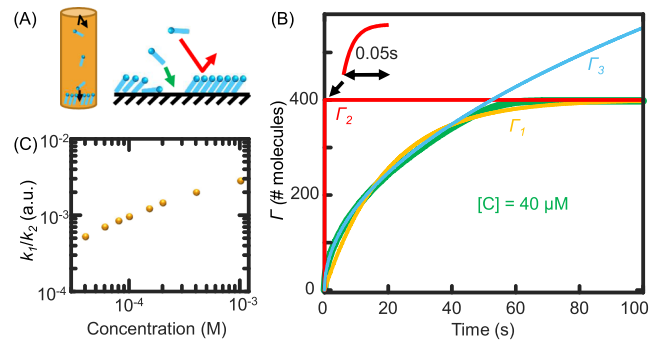 (A)
(B)
0.05s
Γ3
Γ2
Γ1
[C] = 40 µM
Γ (# molecules)
600
400
200
0
0 20 40 60 80 100
Time (s)
(C)
k1/k2 (a.u.)
10-2
10-3
10-4
10-4 10-3
Concentration (M)